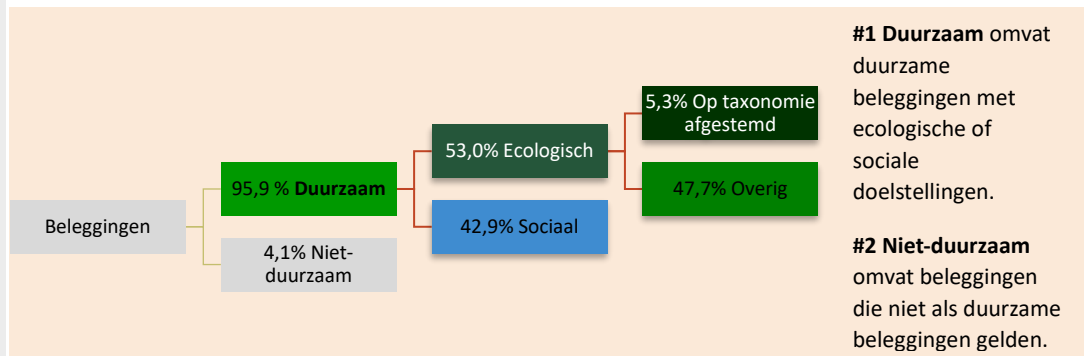 Beleggingen
95,9 % Duurzaam
4,1% Niet-
duurzaam
53,0% Ecologisch
42,9% Sociaal
5,3% Op taxonomie
afgestemd
47,7% Overig
#1 Duurzaam omvat
duurzame
beleggingen met
ecologische of
sociale
doelstellingen.
#2 Niet-duurzaam
omvat beleggingen
die niet als duurzame
beleggingen gelden.